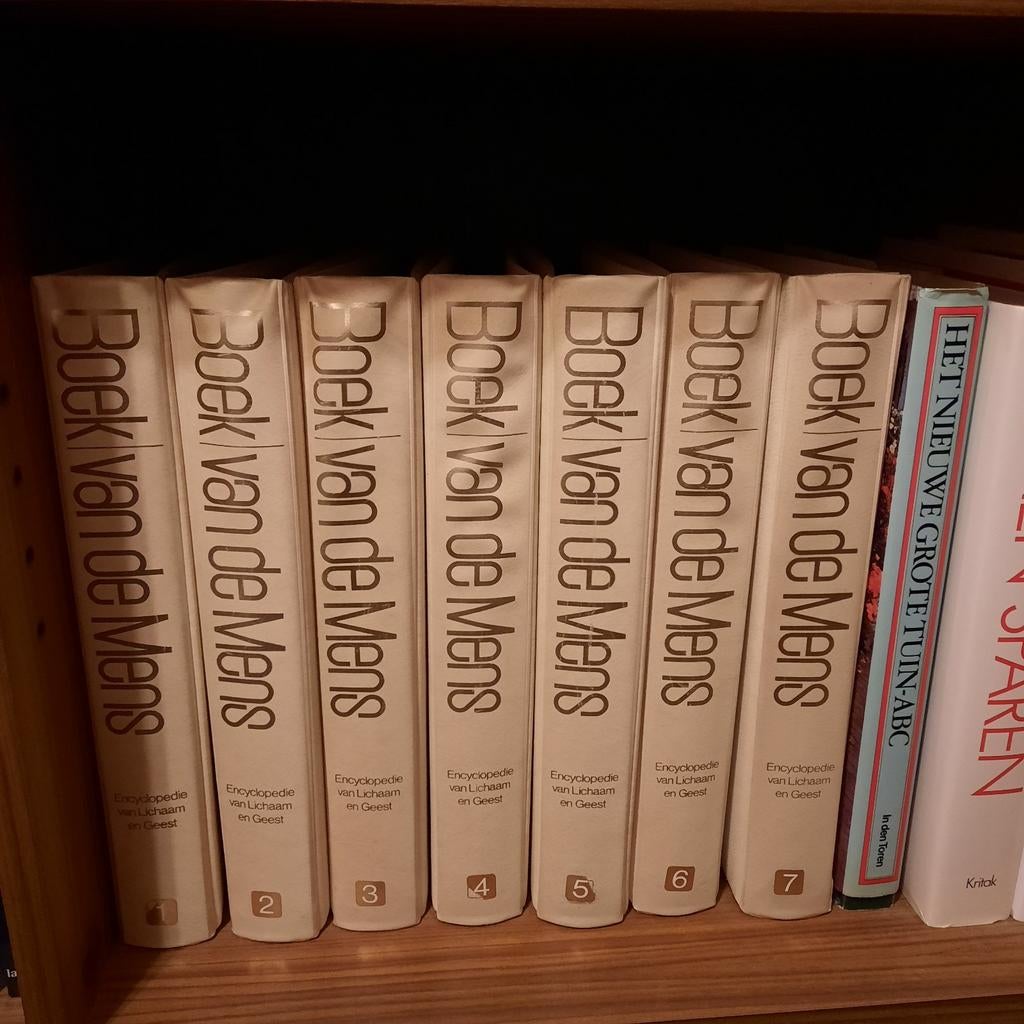 Boek van de Mens
Encyclopedie
van Lichaam
en Geest
1
Boek van de Mens
Encyclopedie
van Lichaam
en Geest
2
Boek van de Mens
Encyclopedie
van Lichaam
en Geest
3
Boek van de Mens
Encyclopedie
van Lichaam
en Geest
4
Boek van de Mens
Encyclopedie
van Lichaam
en Geest
5
Boek van de Mens
Encyclopedie
van Lichaam
en Geest
6
Boek van de Mens
Encyclopedie
van Lichaam
en Geest
7
HET NIEUWE GROTE TUIN-ABC
In den Toren
EN SPAREN
Kritak
la